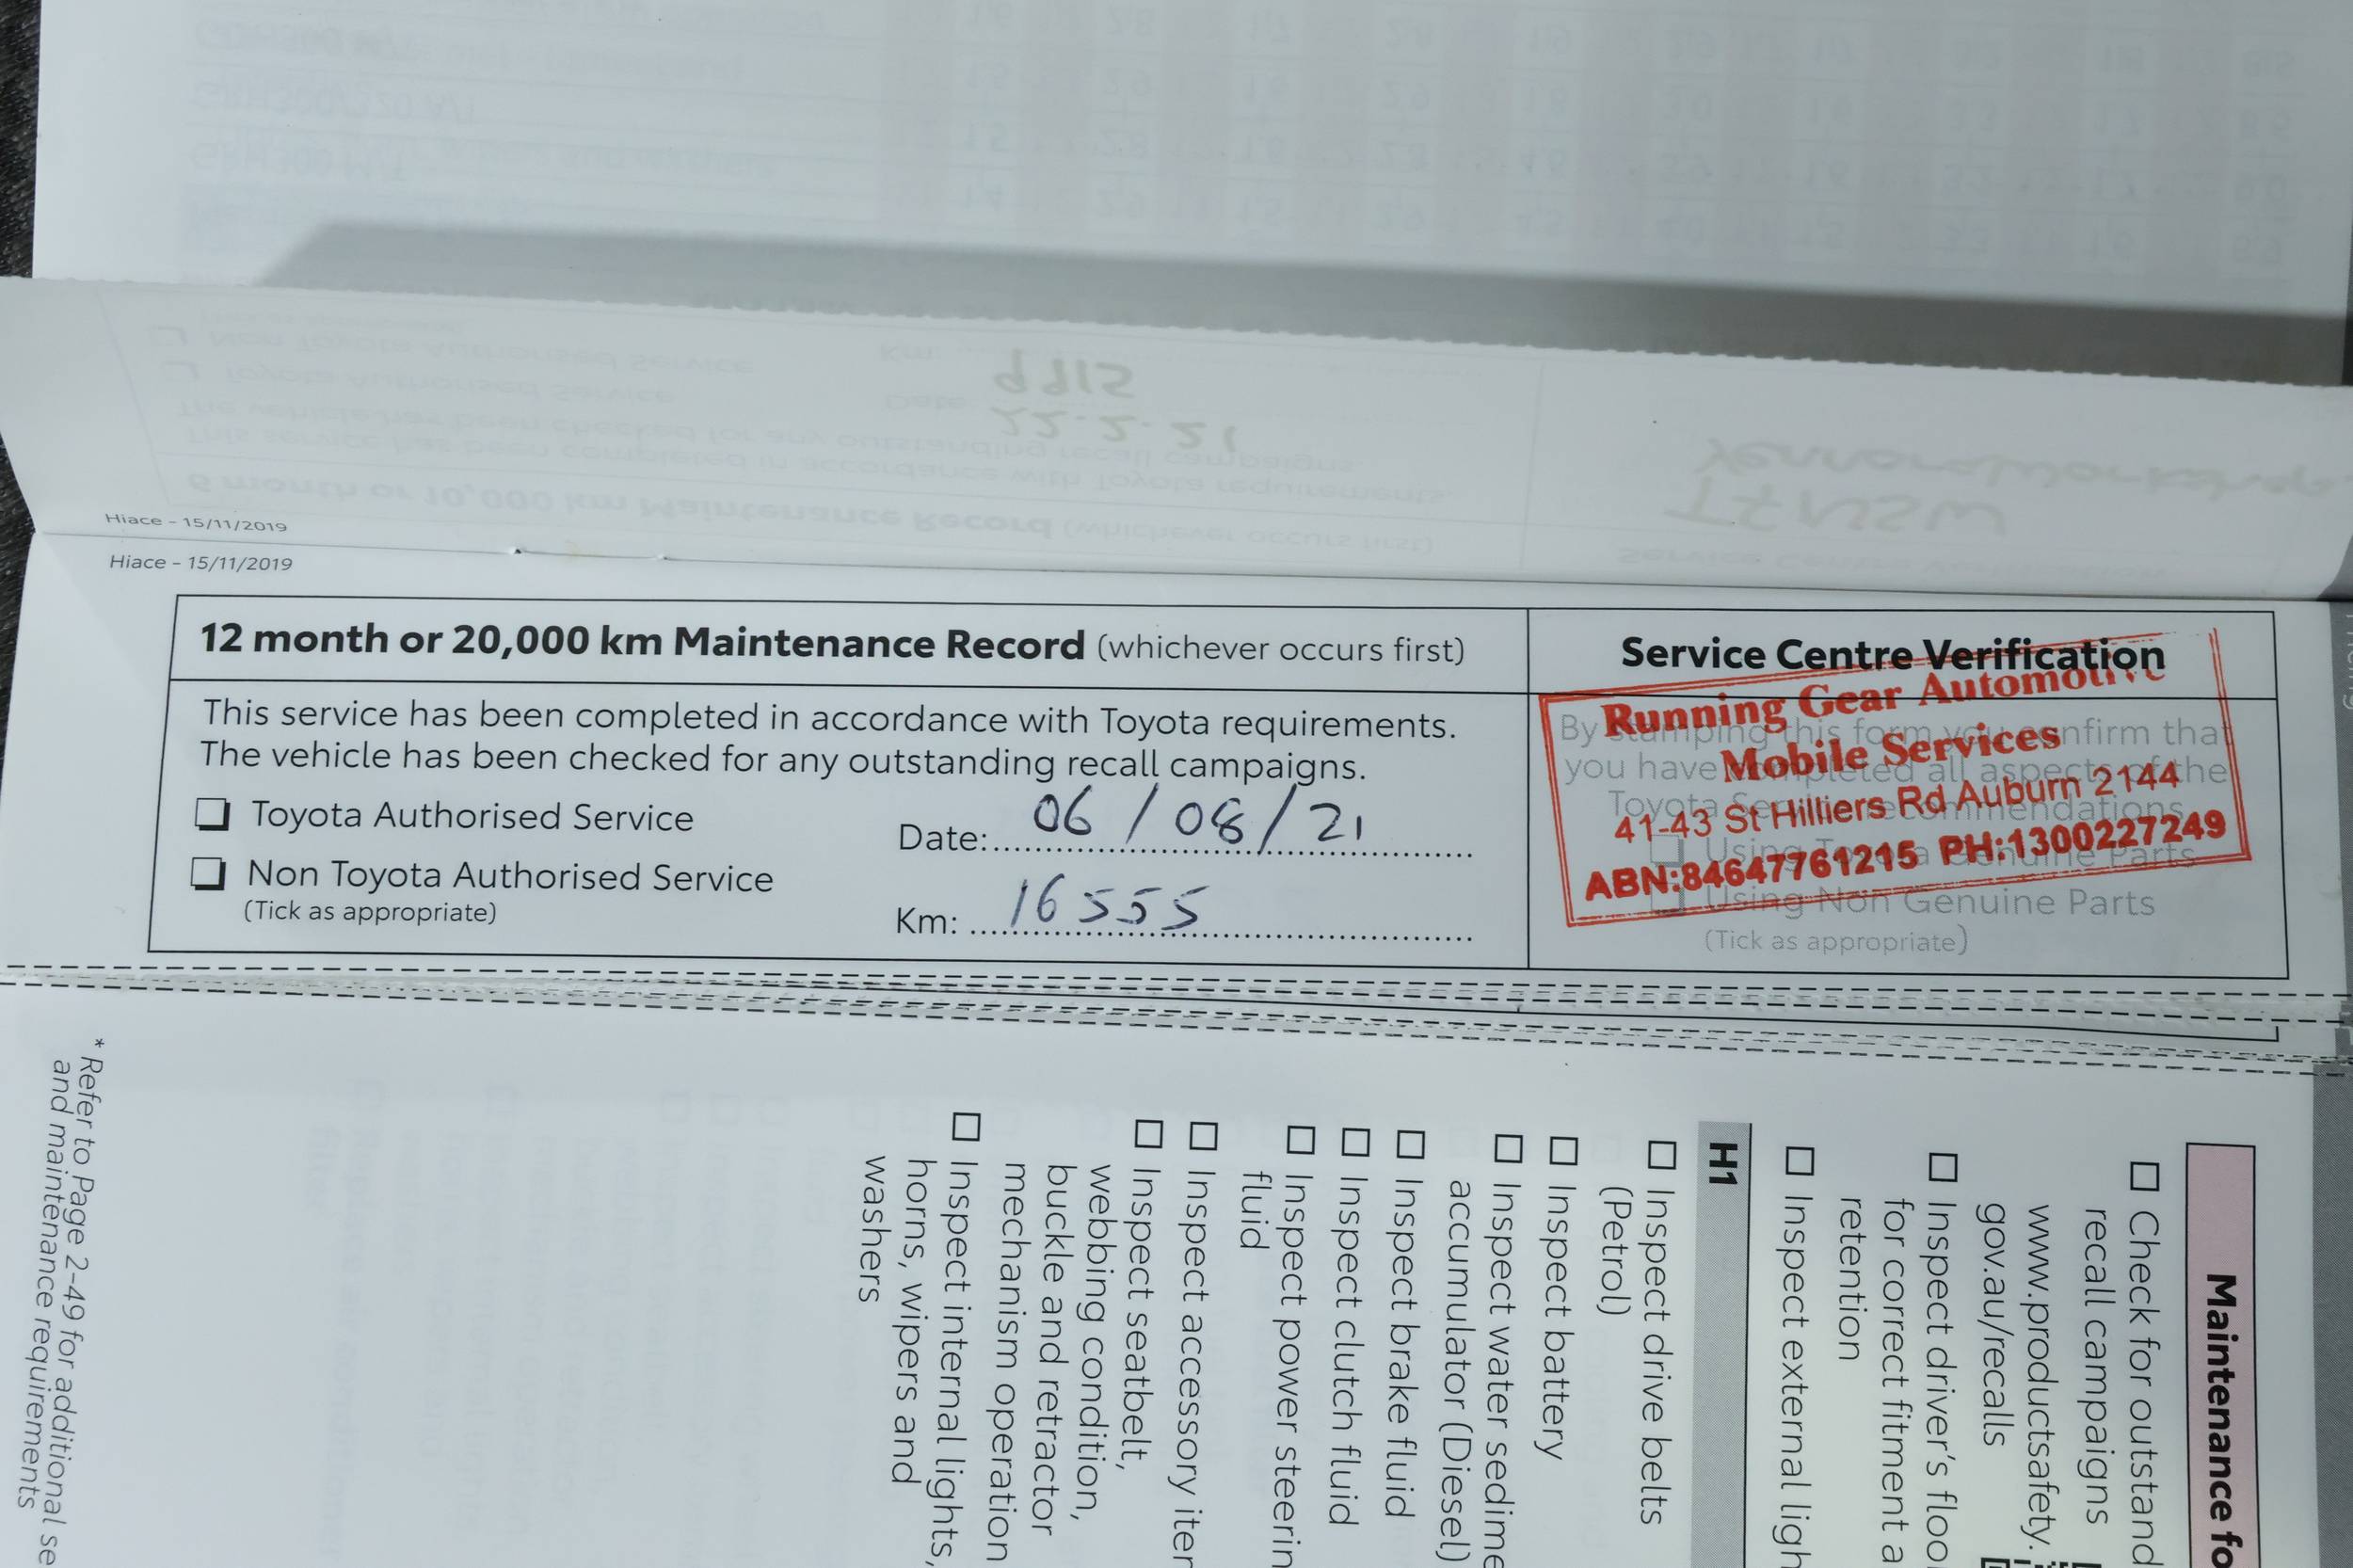 Hiace - 15/11/2019
Hiace - 15/11/2019
12 month or 20,000 km Maintenance Record (whichever occurs first)
This service has been completed in accordance with Toyota requirements.
The vehicle has been checked for any outstanding recall campaigns.
Toyota Authorised Service
Non Toyota Authorised Service
(Tick as appropriate)
Date: 06/08/21
Km: 16555
Service Centre Verification
Running Gear Automotive
Mobile Services
41-43 St Hilliers Rd Auburn 2144
ABN:84647761215 PH:1300227249
By stamping this form you confirm that
you have completed all aspects of the
Toyota Service Recommendations
Using Toyota Genuine Parts
Using Non Genuine Parts
(Tick as appropriate)
Maintenance fo
Check for outstand
recall campaigns
www.productsafety.
gov.au/recalls
Inspect driver's floo
for correct fitment a
retention
Inspect external ligh
H1
Inspect drive belts
(Petrol)
Inspect battery
Inspect water sedime
accumulator (Diesel)
Inspect brake fluid
Inspect clutch fluid
Inspect power steerin
fluid
Inspect accessory iter
Inspect seatbelt,
webbing condition,
buckle and retractor
mechanism operation
Inspect internal lights,
horns, wipers and
washers
* Refer to Page 2-49 for additional se
and maintenance requirements